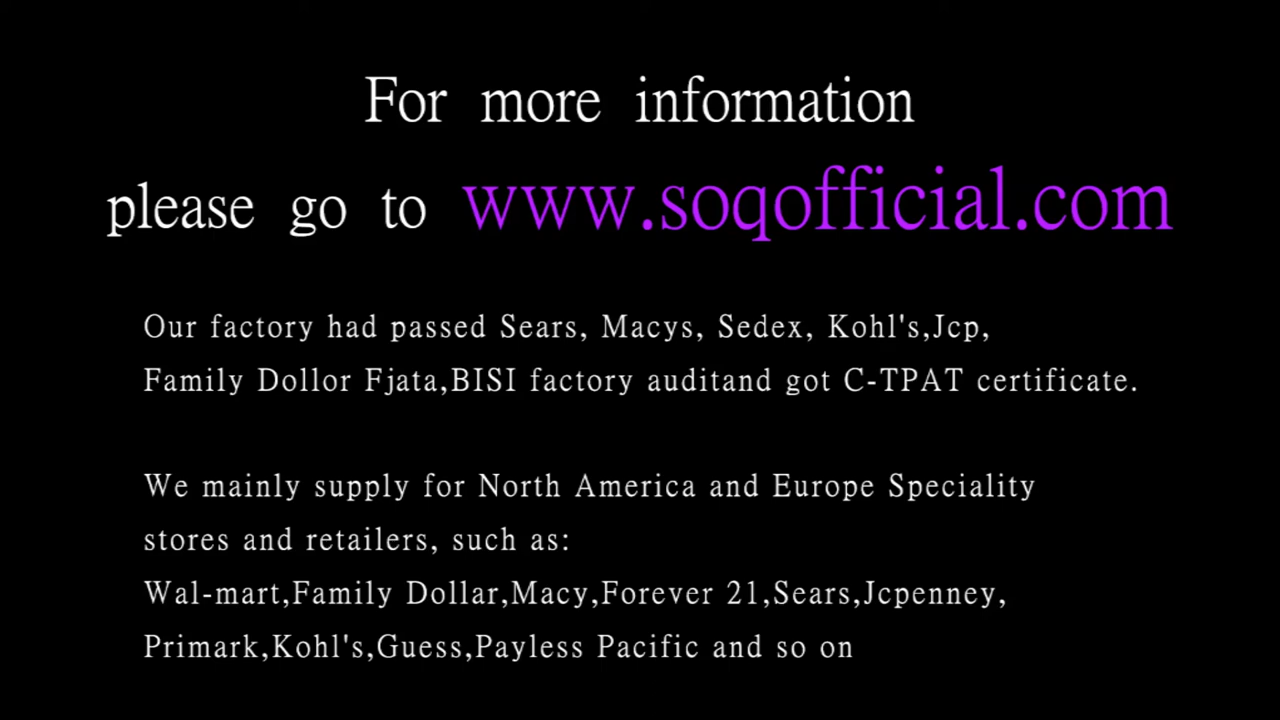 For more information
please go to www.soqofficial.com
Our factory had passed Sears, Macys, Sedex, Kohl's,Jcp,
Family Dollor Fjata,BISI factory auditand got C-TPAT certificate.
We mainly supply for North America and Europe Speciality
stores and retailers, such as:
Wal-mart,Family Dollar,Macy,Forever 21,Sears,Jcpenney,
Primark,Kohl's,Guess,Payless Pacific and so on